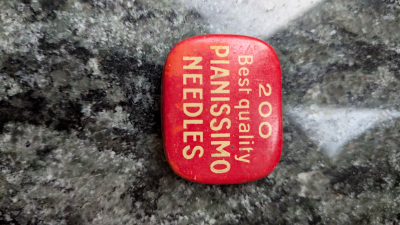 200
Best quality
PIANISSIMO
NEEDLES